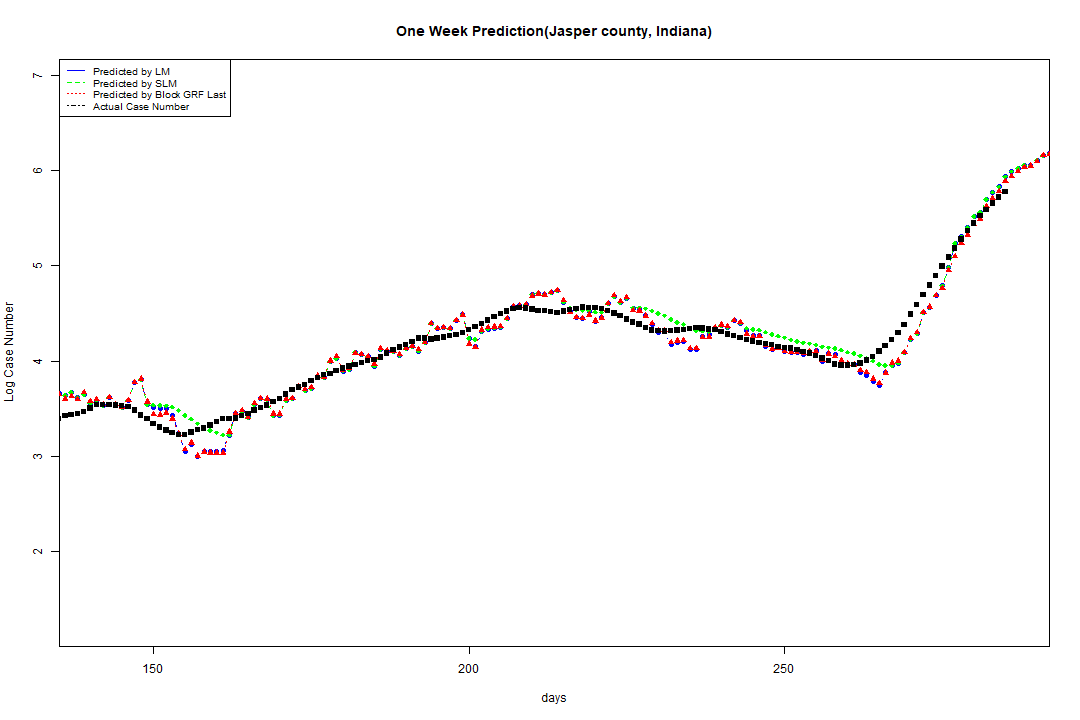 One Week Prediction(Jasper county, Indiana)
Predicted by LM
Predicted by SLM
Predicted by Block GRF Last
Actual Case Number
Log Case Number
7
6
5
4
3
2
150
200
250
days